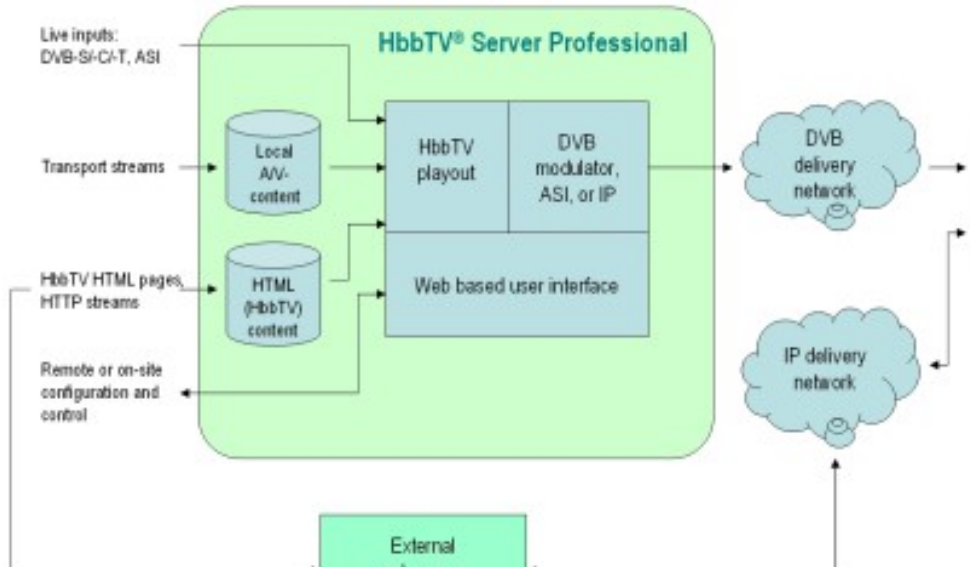 Live inputs:
DVB-S/-C/-T, ASI
HbbTV® Server Professional
Transport streams
Local
A/V-
content
HbbTV
playout
DVB
modulator,
ASI, or IP
DVB
delivery
network
HbbTV HTML pages,
HTTP streams
HTML
(HbbTV)
content
Web based user interface
Remote or on-site
configuration and
control
IP delivery
network
External